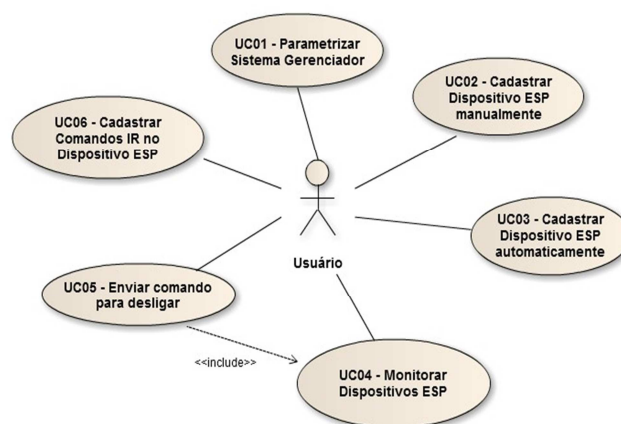 UC01 - Parametrizar
Sistema Gerenciador
UC02 - Cadastrar
Dispositivo ESP
manualmente
UC06 - Cadastrar
Comandos IR no
Dispositivo ESP
UC03 - Cadastrar
Dispositivo ESP
automaticamente
Usuário
UC05 - Enviar comando
para desligar
<<include>>
UC04 - Monitorar
Dispositivos ESP